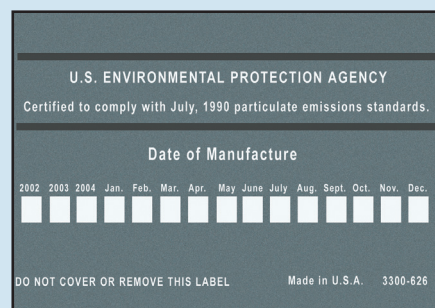 U.S. ENVIRONMENTAL PROTECTION AGENCY
Certified to comply with July, 1990 particulate emissions standards.
Date of Manufacture
2002 2003 2004 Jan. Feb. Mar. Apr. May June July Aug. Sept. Oct. Nov. Dec.
DO NOT COVER OR REMOVE THIS LABEL Made in U.S.A. 3300-626